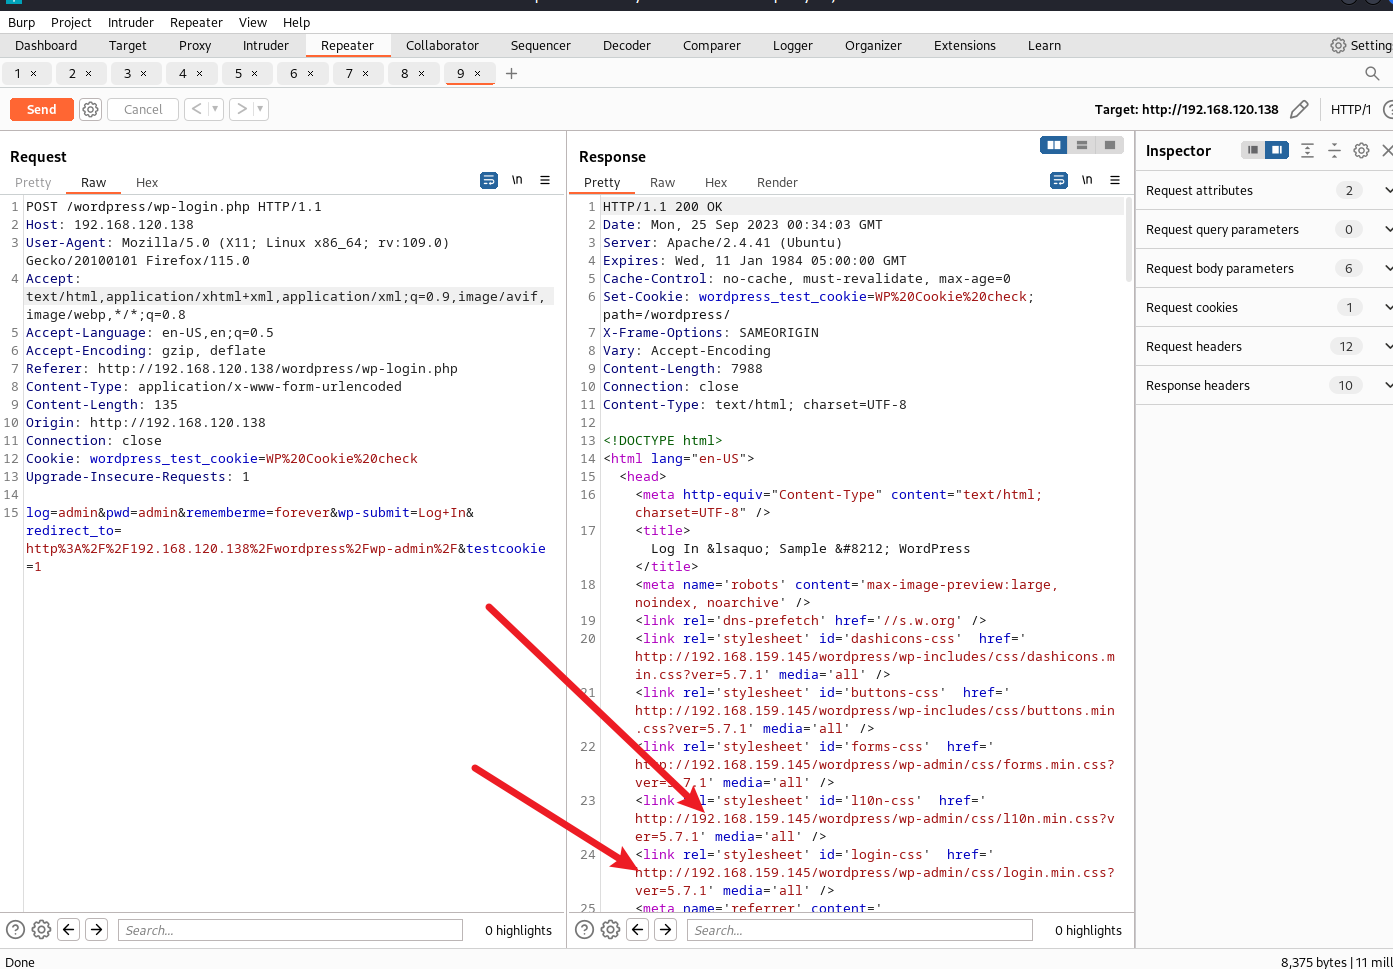 Burp Project Intruder Repeater View Help
Dashboard Target Proxy Intruder Repeater Collaborator Sequencer Decoder Comparer Logger Organizer Extensions Learn
1 × 2 × 3 × 4 × 5 × 6 × 7 × 8 × 9 × +
Send Cancel < > Target: http://192.168.120.138 HTTP/1
Request
Pretty Raw Hex \n
1 POST /wordpress/wp-login.php HTTP/1.1
2 Host: 192.168.120.138
3 User-Agent: Mozilla/5.0 (X11; Linux x86_64; rv:109.0)
Gecko/20100101 Firefox/115.0
4 Accept:
text/html,application/xhtml+xml,application/xml;q=0.9,image/avif,
image/webp,*/*;q=0.8
5 Accept-Language: en-US,en;q=0.5
6 Accept-Encoding: gzip, deflate
7 Referer: http://192.168.120.138/wordpress/wp-login.php
8 Content-Type: application/x-www-form-urlencoded
9 Content-Length: 135
10 Origin: http://192.168.120.138
11 Connection: close
12 Cookie: wordpress_test_cookie=WP%20Cookie%20check
13 Upgrade-Insecure-Requests: 1
14
15 log=admin&pwd=admin&rememberme=forever&wp-submit=Log+In&
redirect_to=
http%3A%2F%2F192.168.120.138%2Fwordpress%2Fwp-admin%2F&testcookie
=1
Search... 0 highlights
Response
Pretty Raw Hex Render \n
1 HTTP/1.1 200 OK
2 Date: Mon, 25 Sep 2023 00:34:03 GMT
3 Server: Apache/2.4.41 (Ubuntu)
4 Expires: Wed, 11 Jan 1984 05:00:00 GMT
5 Cache-Control: no-cache, must-revalidate, max-age=0
6 Set-Cookie: wordpress_test_cookie=WP%20Cookie%20check;
path=/wordpress/
7 X-Frame-Options: SAMEORIGIN
8 Vary: Accept-Encoding
9 Content-Length: 7988
10 Connection: close
11 Content-Type: text/html; charset=UTF-8
12
13 <!DOCTYPE html>
14 <html lang="en-US">
15 <head>
16 <meta http-equiv="Content-Type" content="text/html;
charset=UTF-8" />
17 <title>
Log In &lsaquo; Sample &#8212; WordPress
</title>
18 <meta name='robots' content='max-image-preview:large,
noindex, noarchive' />
19 <link rel='dns-prefetch' href='//s.w.org' />
20 <link rel='stylesheet' id='dashicons-css' href='
http://192.168.159.145/wordpress/wp-includes/css/dashicons.m
in.css?ver=5.7.1' media='all' />
21 <link rel='stylesheet' id='buttons-css' href='
http://192.168.159.145/wordpress/wp-includes/css/buttons.min
.css?ver=5.7.1' media='all' />
22 <link rel='stylesheet' id='forms-css' href='
http://192.168.159.145/wordpress/wp-admin/css/forms.min.css?
ver=5.7.1' media='all' />
23 <link rel='stylesheet' id='l10n-css' href='
http://192.168.159.145/wordpress/wp-admin/css/l10n.min.css?v
er=5.7.1' media='all' />
24 <link rel='stylesheet' id='login-css' href='
http://192.168.159.145/wordpress/wp-admin/css/login.min.css?
ver=5.7.1' media='all' />
25 <meta name='referrer' content='
Search... 0 highlights
Inspector
Request attributes 2
Request query parameters 0
Request body parameters 6
Request cookies 1
Request headers 12
Response headers 10
Done 8,375 bytes | 11